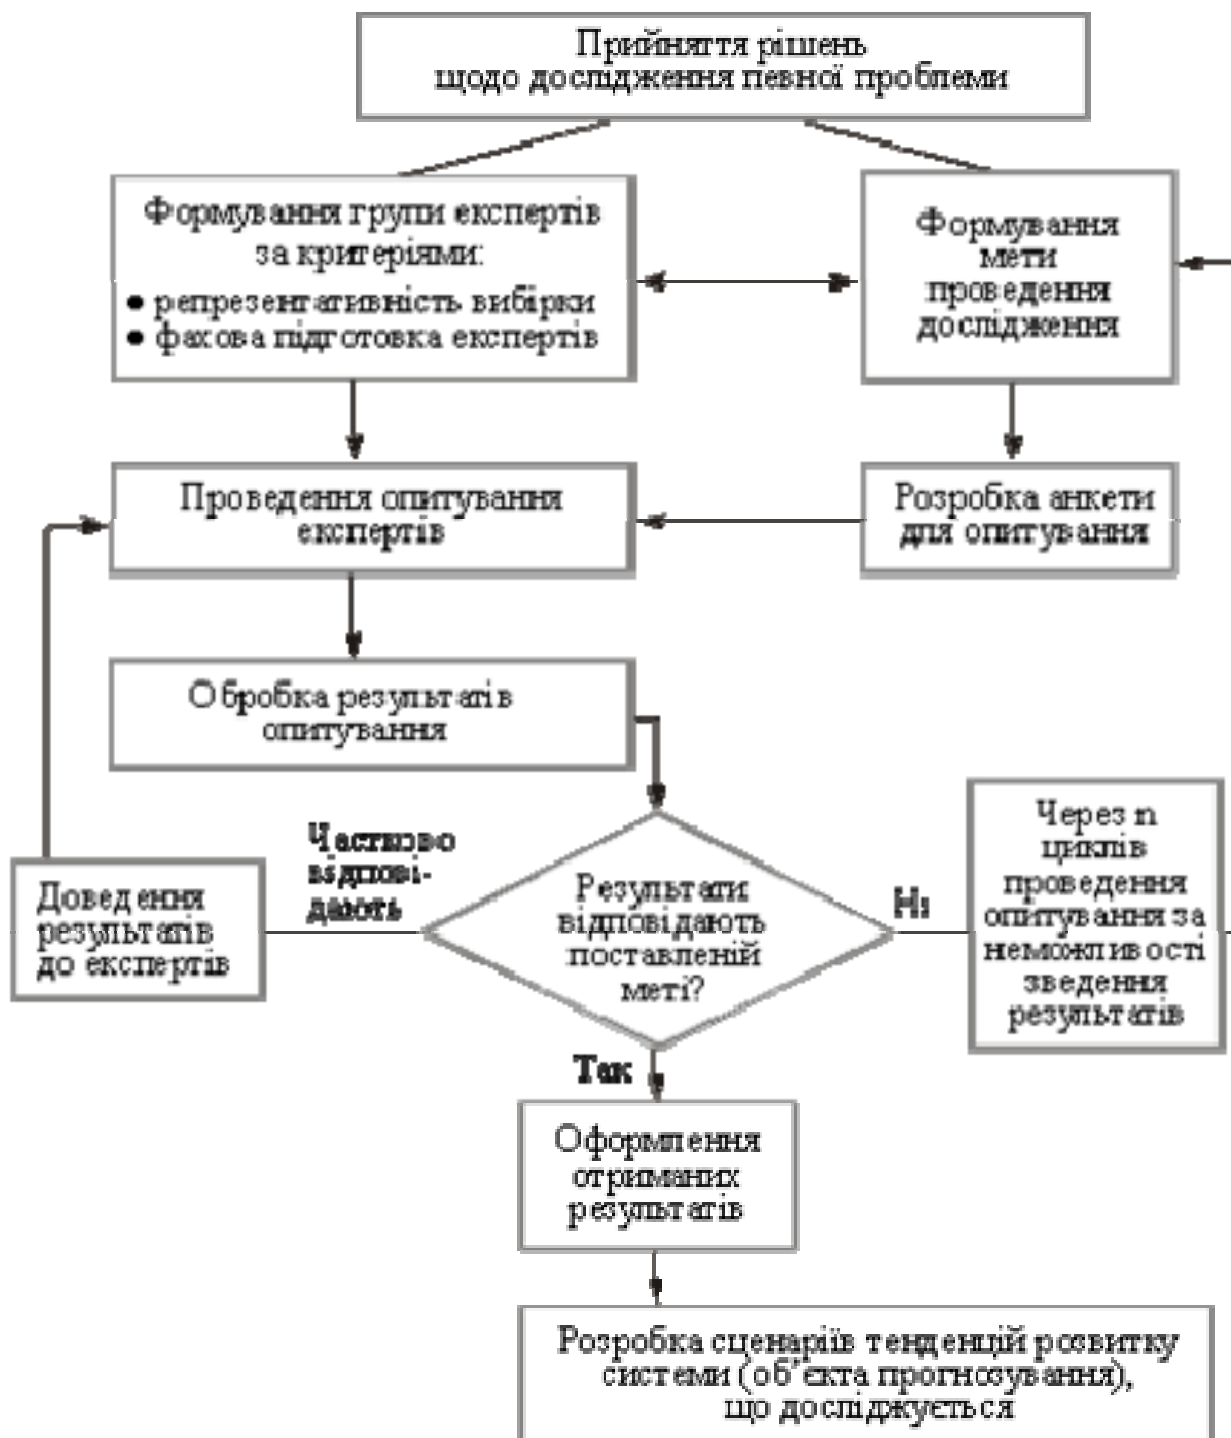 Прийняття рішень
щодо дослідження певної проблеми
Формування групи експертів
за критеріями:
• репрезентативність вибірки
• фахова підготовка експертів
Формування
мети
проведення
дослідження
Проведення опитування
експертів
Розробка анкети
для опитування
Обробка результатів
опитування
Частково
відпові-
дають
Доведення
результатів
до експертів
Результати
відповідають
поставленій
меті?
Ні
Через n
циклів
проведення
опитування за
неможливості
зведення
результатів
Так
Оформлення
отриманих
результатів
Розробка сценаріїв тенденцій розвитку
системи (об’єкта прогнозування),
що досліджується